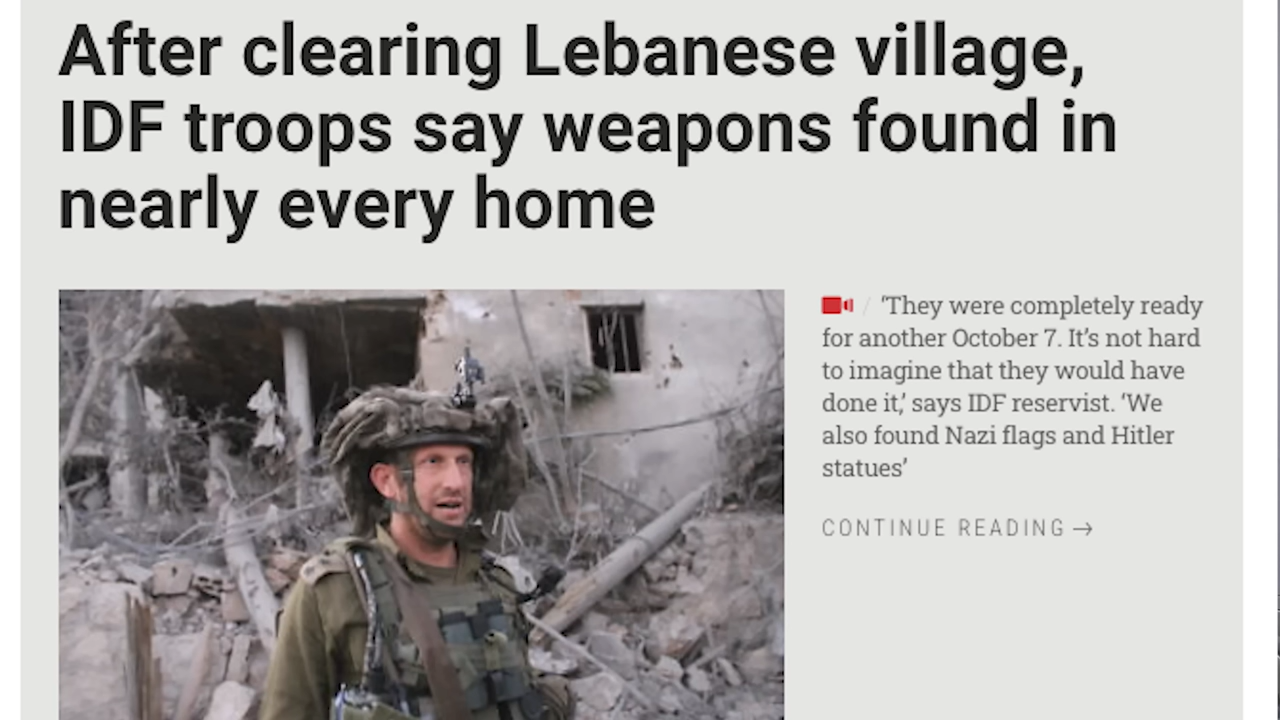 After clearing Lebanese village,
IDF troops say weapons found in
nearly every home
/ ‘They were completely ready
for another October 7. It’s not hard
to imagine that they would have
done it,’ says IDF reservist. ‘We
also found Nazi flags and Hitler
statues’
CONTINUE READING →